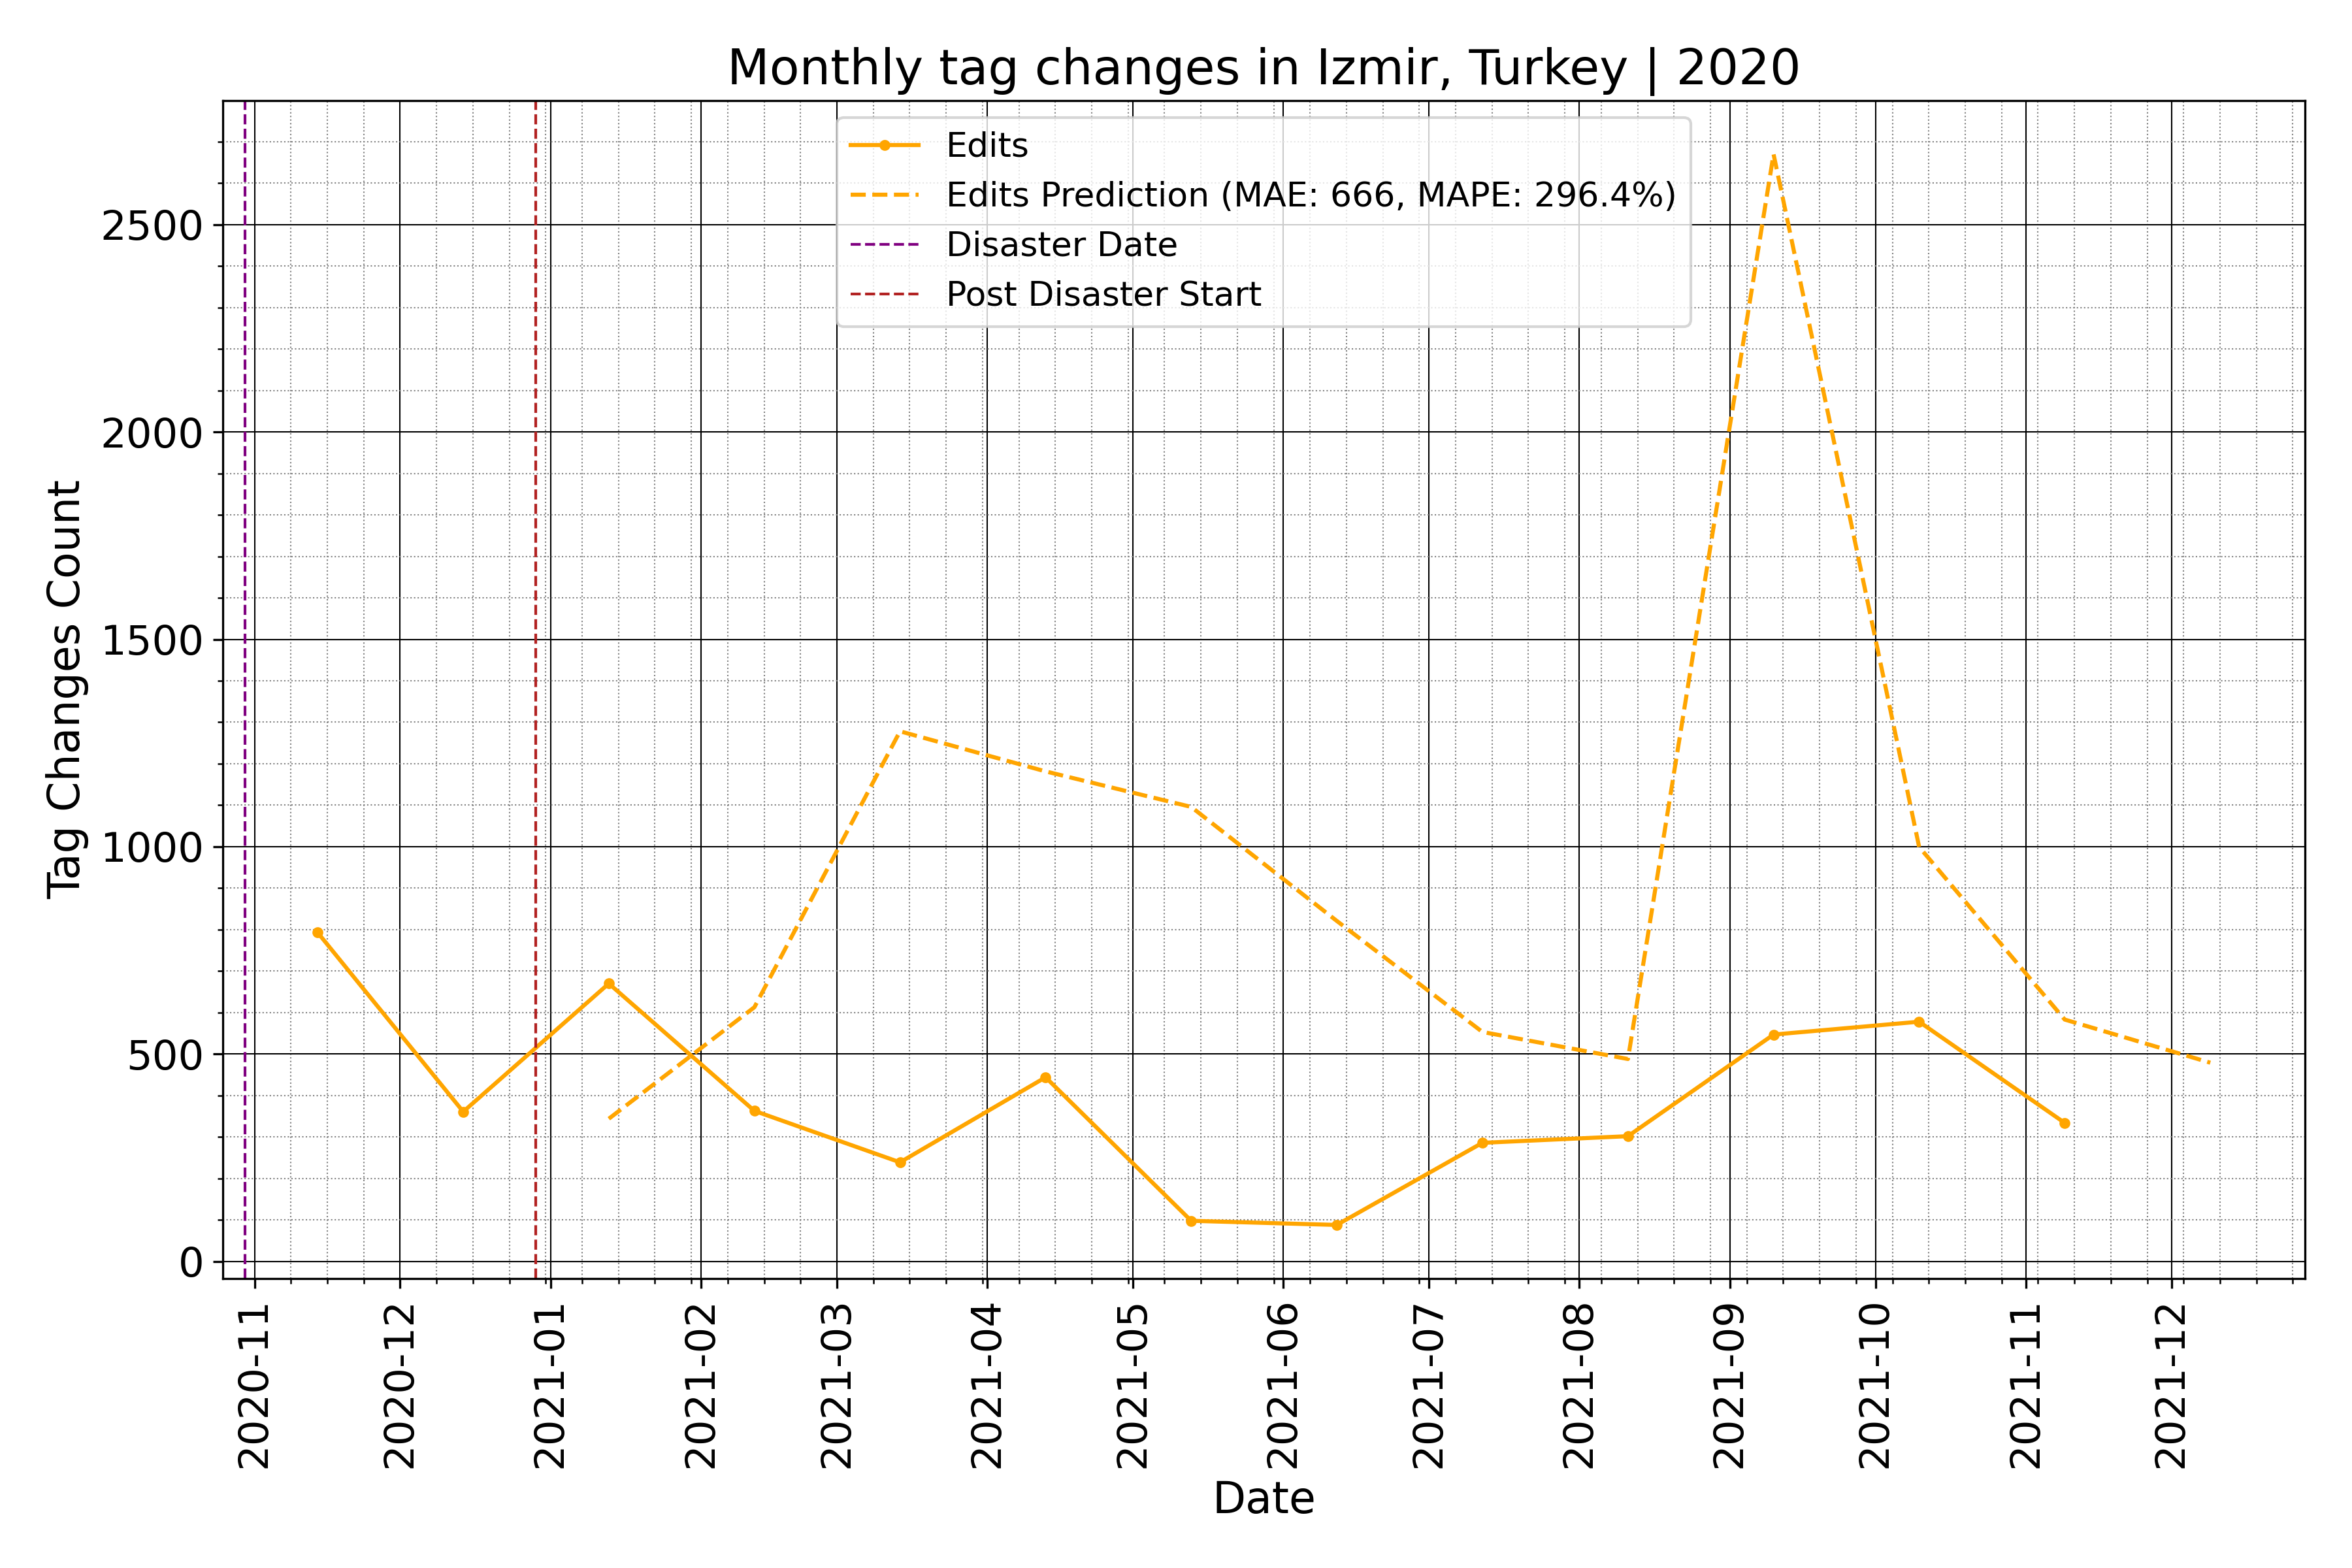 Monthly tag changes in Izmir, Turkey | 2020
Edits
Edits Prediction (MAE: 666, MAPE: 296.4%)
Disaster Date
Post Disaster Start
Tag Changes Count
2500
2000
1500
1000
500
0
2020-11
2020-12
2021-01
2021-02
2021-03
2021-04
2021-05
2021-06
2021-07
2021-08
2021-09
2021-10
2021-11
2021-12
Date